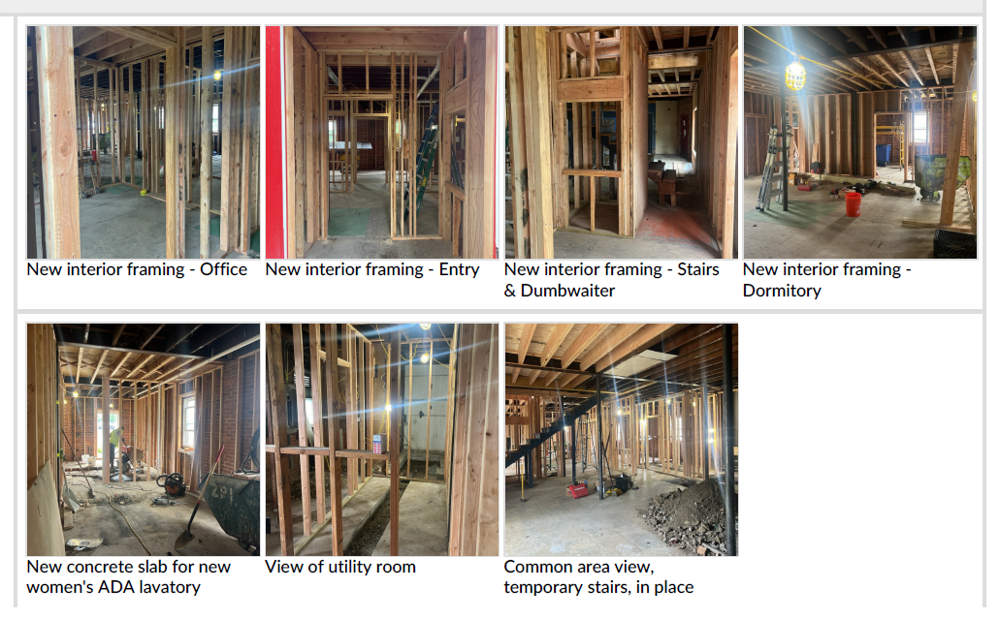 New interior framing - Office
New interior framing - Entry
New interior framing - Stairs
& Dumbwaiter
New interior framing -
Dormitory
New concrete slab for new
women's ADA lavatory
View of utility room
Common area view,
temporary stairs, in place